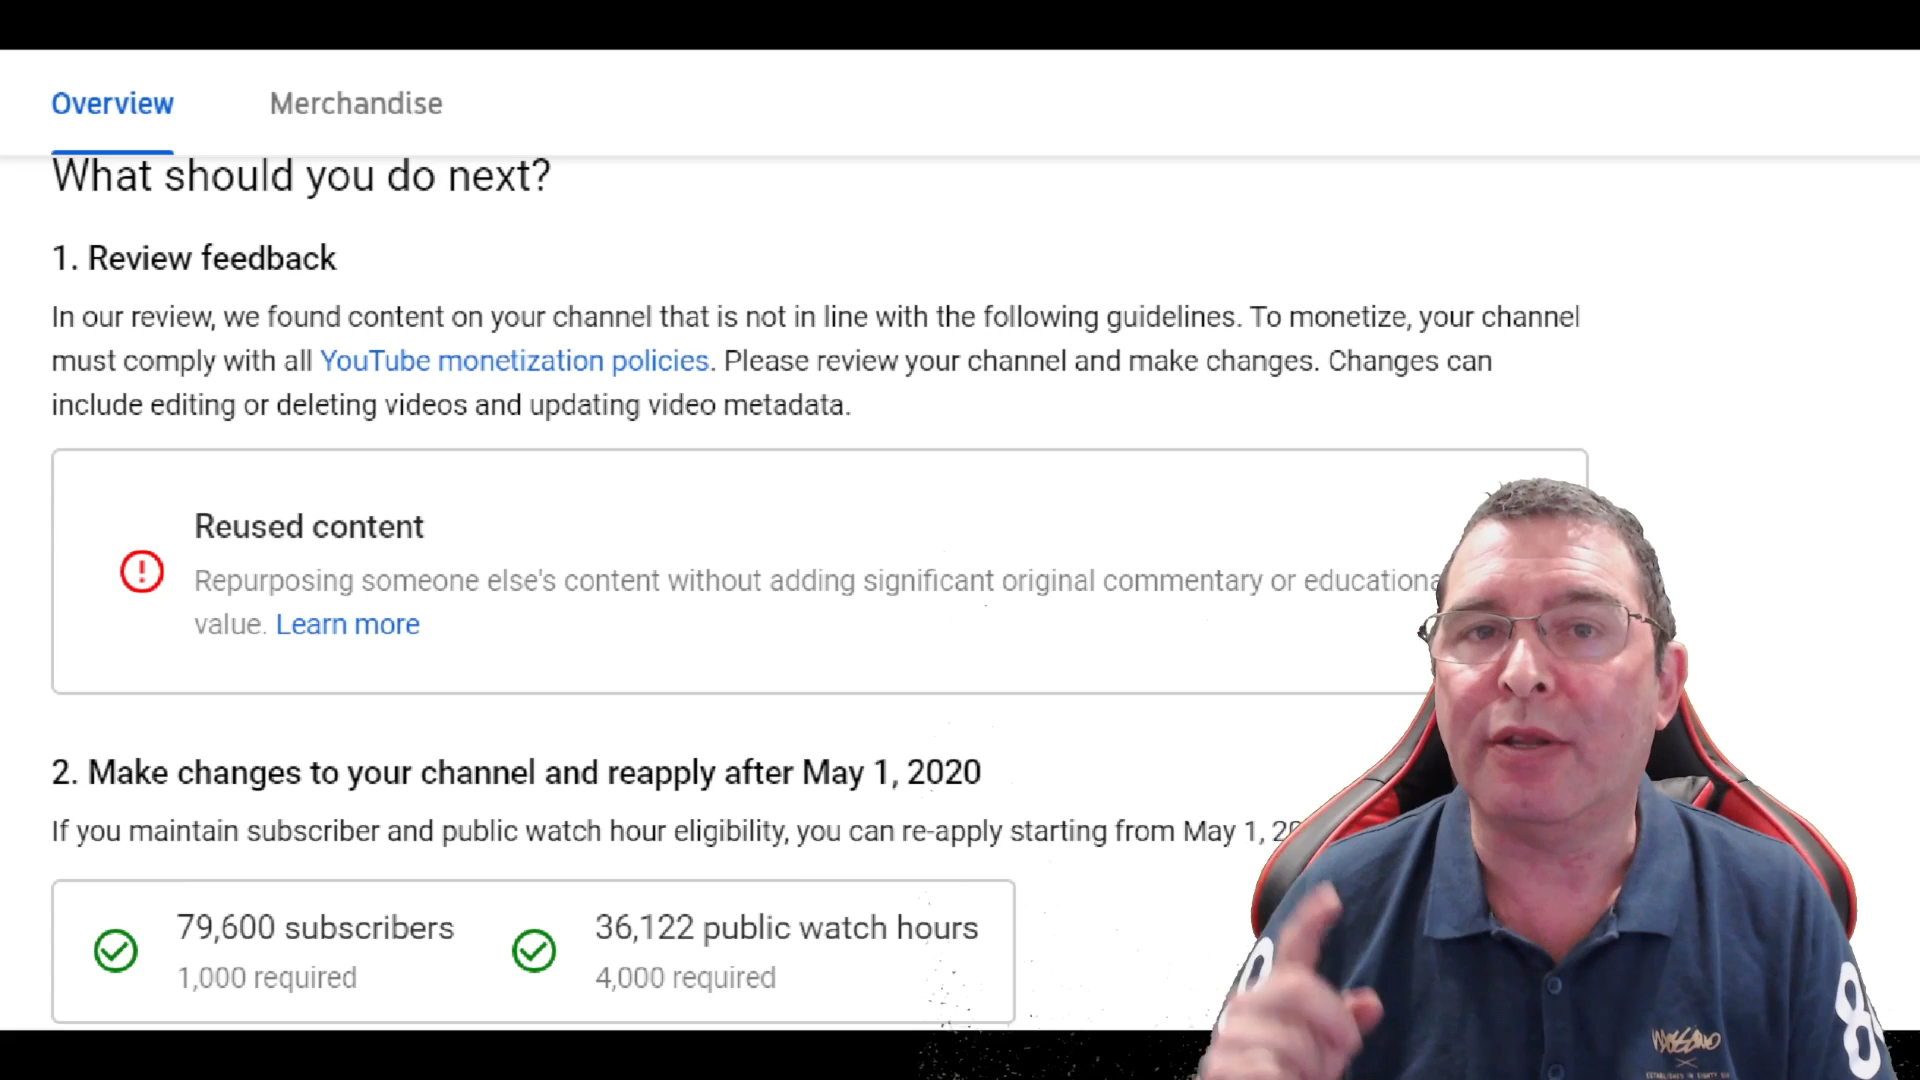 Overview
Merchandise
What should you do next?
1. Review feedback
In our review, we found content on your channel that is not in line with the following guidelines. To monetize, your channel
must comply with all YouTube monetization policies. Please review your channel and make changes. Changes can
include editing or deleting videos and updating video metadata.
Reused content
Repurposing someone else's content without adding significant original commentary or educationa
value. Learn more
2. Make changes to your channel and reapply after May 1, 2020
If you maintain subscriber and public watch hour eligibility, you can re-apply starting from May 1, 20
79,600 subscribers
36,122 public watch hours
1,000 required
4,000 required
8